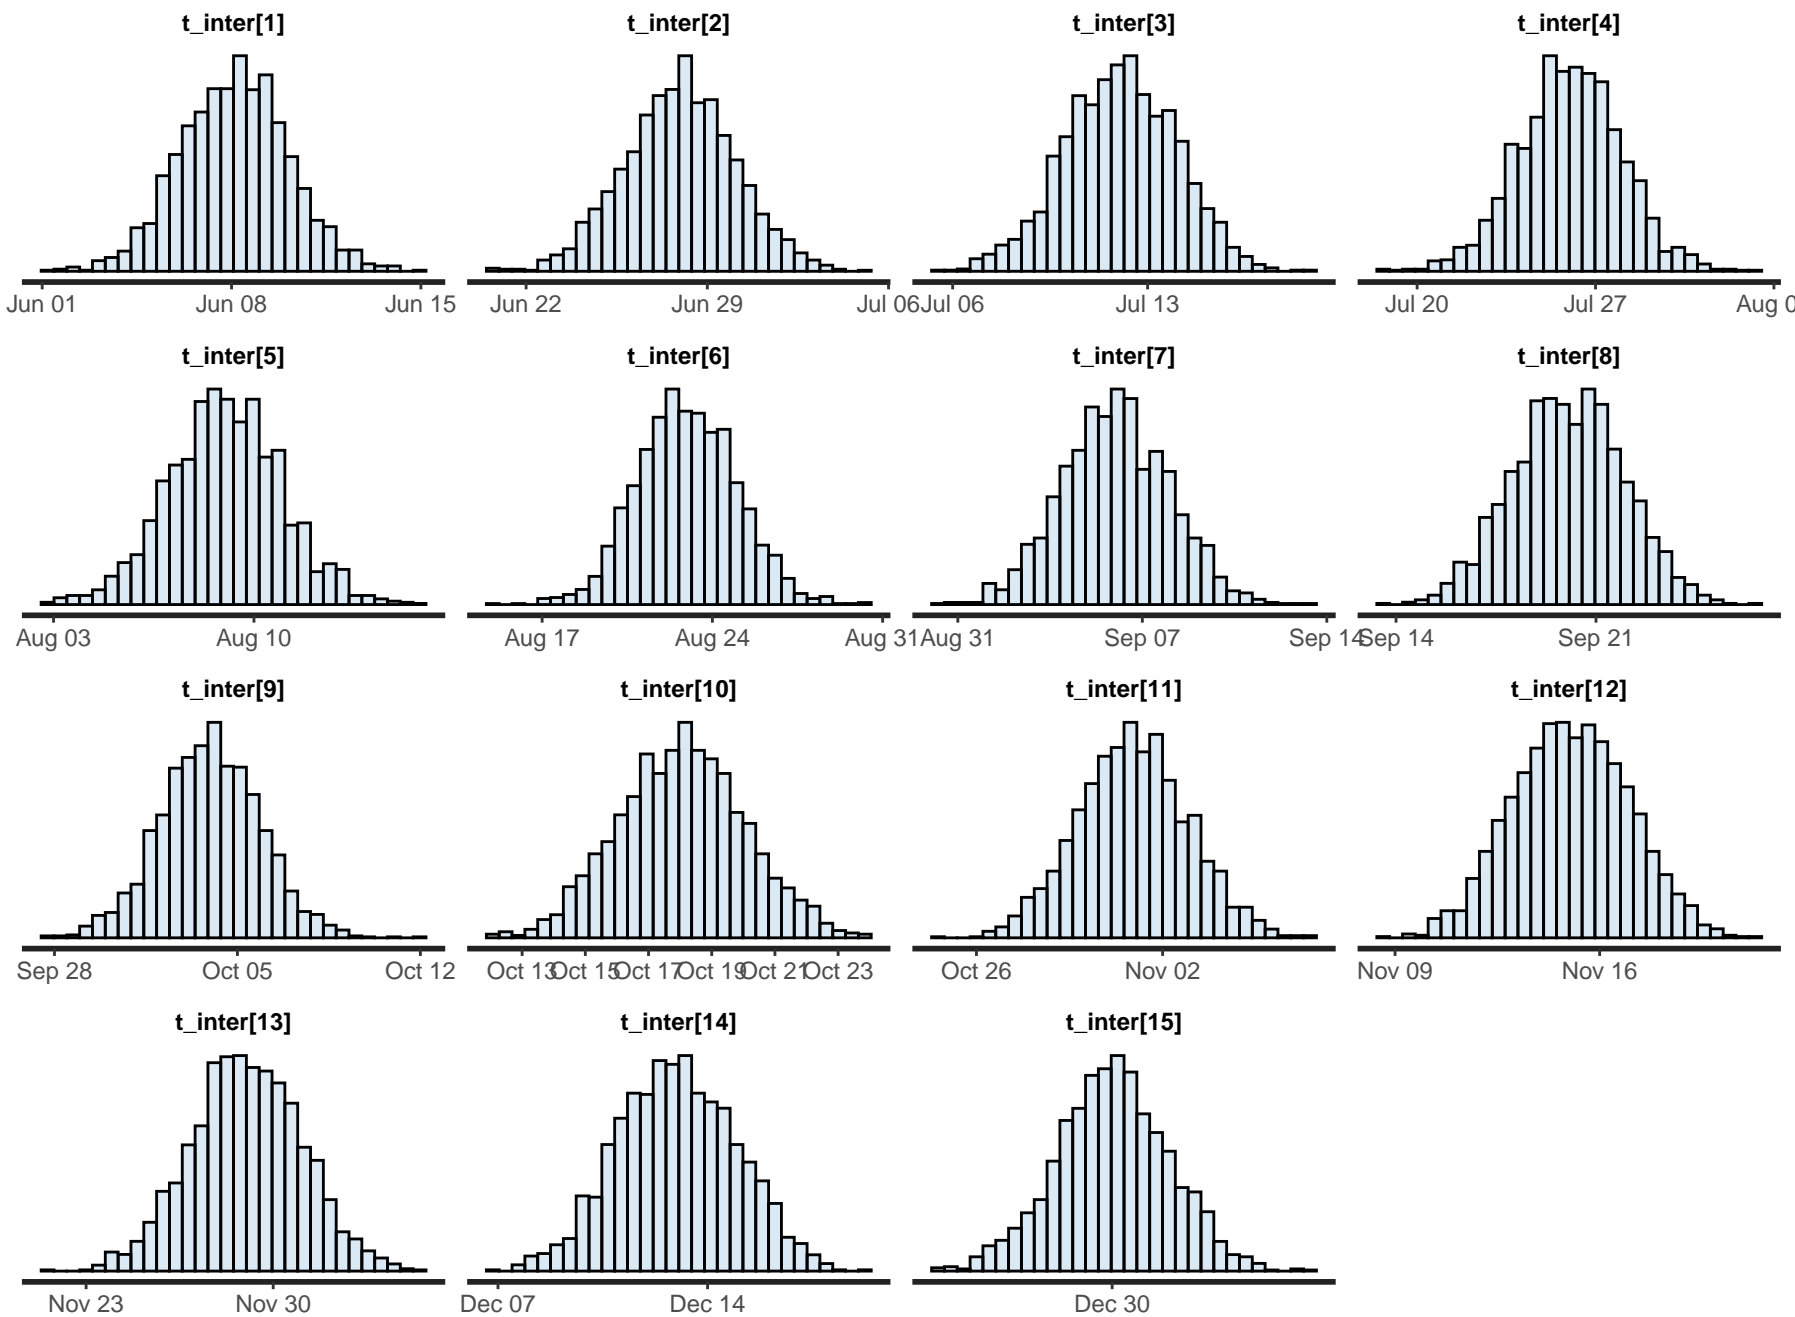 t_inter[1] t_inter[2] t_inter[3] t_inter[4]
Jun 01 Jun 08 Jun 15 Jun 22 Jun 29 Jul 06 Jul 06 Jul 13 Jul 20 Jul 27 Aug 0
t_inter[5] t_inter[6] t_inter[7] t_inter[8]
Aug 03 Aug 10 Aug 17 Aug 24 Aug 31 Aug 31 Sep 07 Sep 14 Sep 14 Sep 21
t_inter[9] t_inter[10] t_inter[11] t_inter[12]
Sep 28 Oct 05 Oct 12 Oct 13 Oct 15 Oct 17 Oct 19 Oct 21 Oct 23 Oct 26 Nov 02 Nov 09 Nov 16
t_inter[13] t_inter[14] t_inter[15]
Nov 23 Nov 30 Dec 07 Dec 14 Dec 30